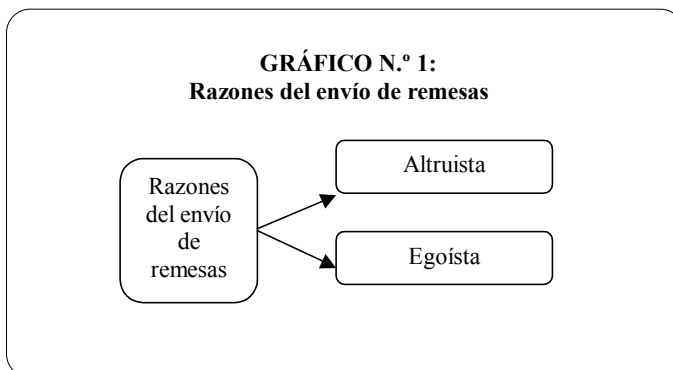 GRÁFICO N.º 1:
Razones del envío de remesas
Razones
del envío
de
remesas
Altruista
Egoísta